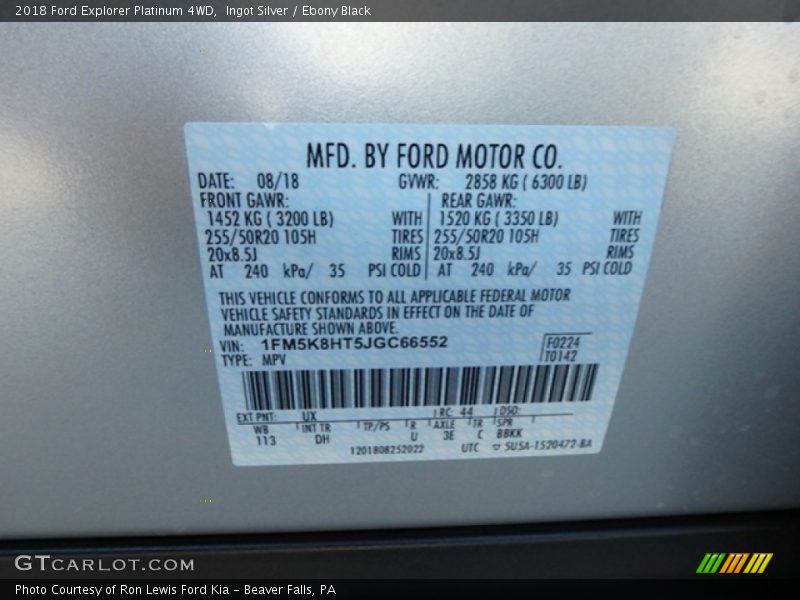 2018 Ford Explorer Platinum 4WD,  Ingot Silver / Ebony Black
MFD. BY FORD MOTOR CO.
DATE: 08/18 GVWR: 2858 KG ( 6300 LB)
FRONT GAWR: REAR GAWR:
1452 KG ( 3200 LB) WITH 1520 KG ( 3350 LB) WITH
255/50R20 105H TIRES 255/50R20 105H TIRES
20x8.5J RIMS 20x8.5J RIMS
AT 240 kPa/ 35 PSI COLD AT 240 kPa/ 35 PSI COLD
THIS VEHICLE CONFORMS TO ALL APPLICABLE FEDERAL MOTOR
VEHICLE SAFETY STANDARDS IN EFFECT ON THE DATE OF
MANUFACTURE SHOWN ABOVE.
VIN: 1FM5K8HT5JGC66552 F0224
TYPE: MPV T0142
EXT PNT: UX RC: 44 DSO:
WB INT TR TP/PS R AXLE TR SPR
113 DH U 3E C BBKK
1201808252022 UTC 5USA-1520472-BA
GTCARLOT.COM
Photo Courtesy of Ron Lewis Ford Kia – Beaver Falls, PA